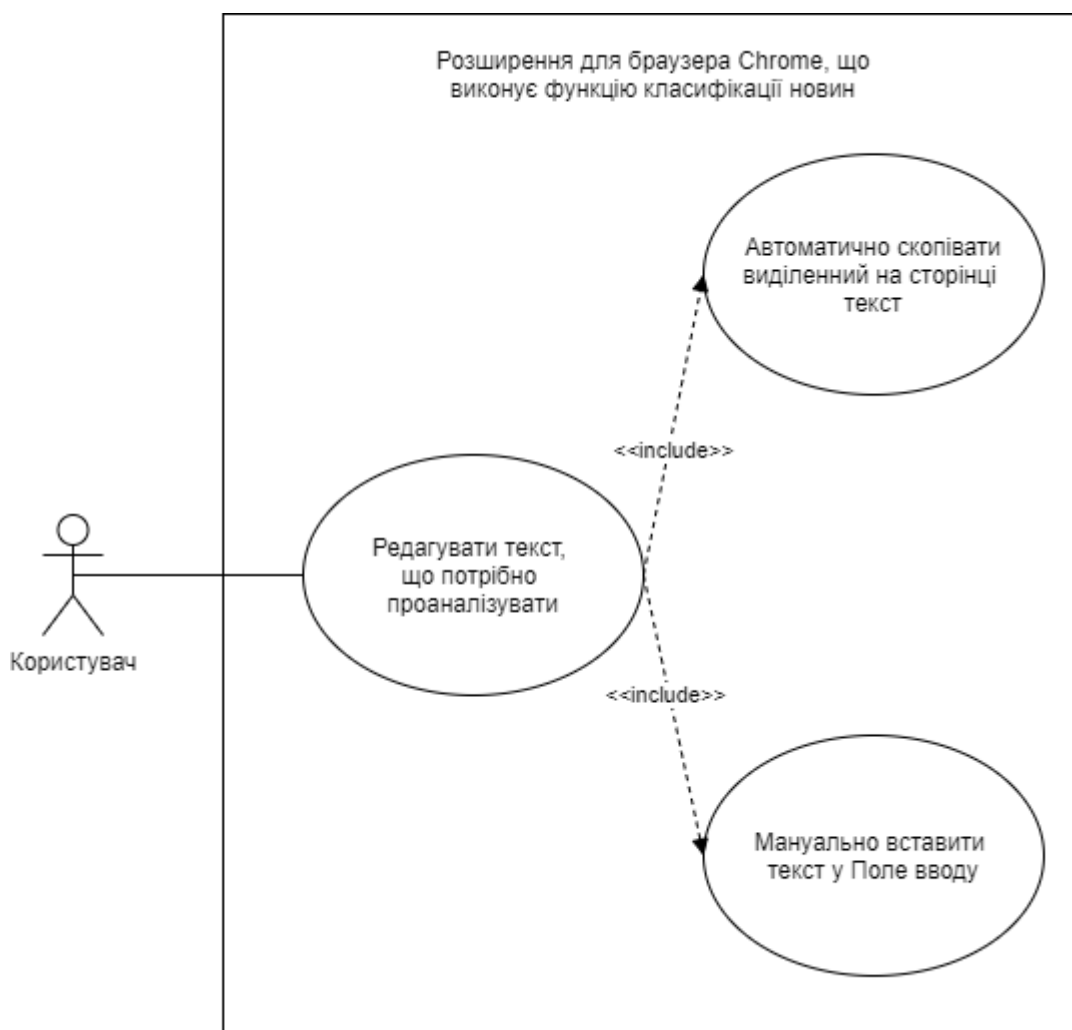 Розширення для браузера Chrome, що
виконує функцію класифікації новин
Автоматично скопівати
виділенний на сторінці
текст
<<include>>
Редагувати текст,
що потрібно
проаналізувати
Користувач
<<include>>
Мануально вставити
текст у Поле вводу